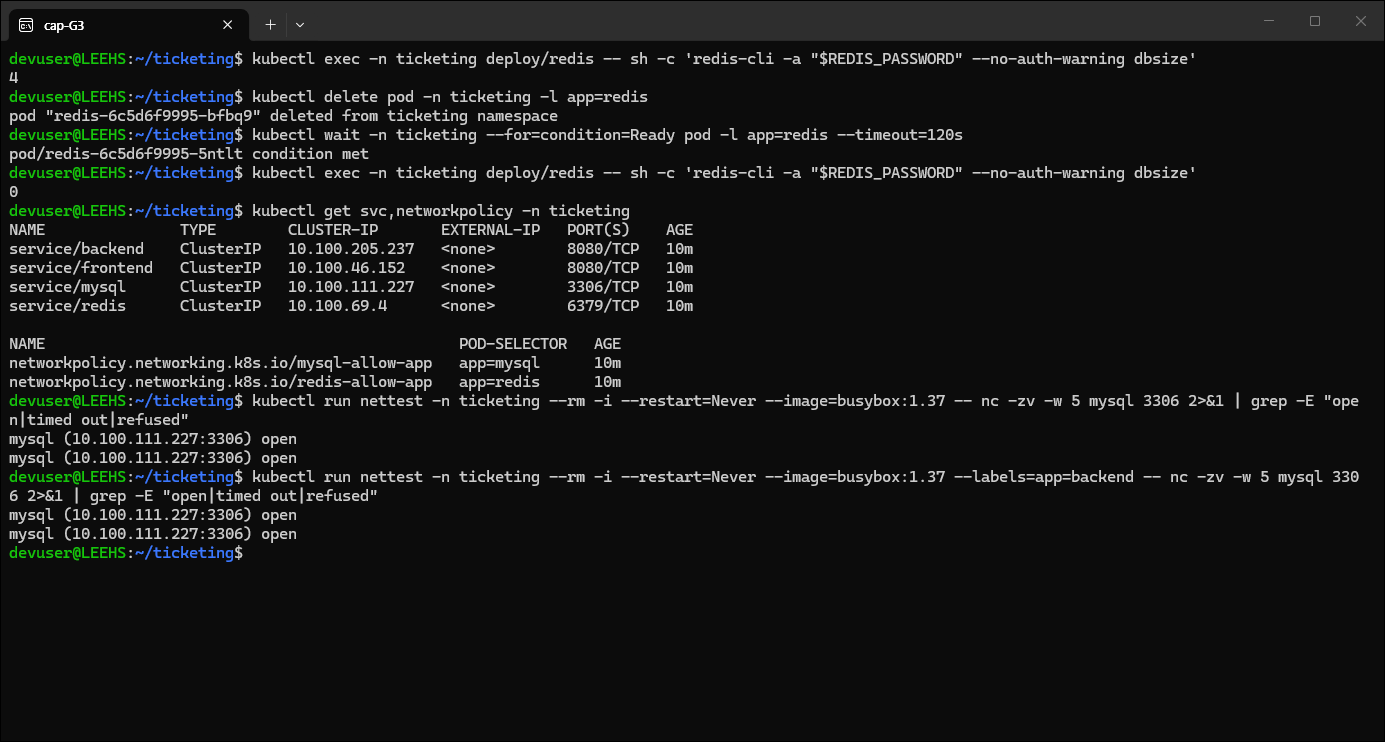 cap-G3
devuser@LEEHS:~/ticketing$ kubectl exec -n ticketing deploy/redis -- sh -c 'redis-cli -a "$REDIS_PASSWORD" --no-auth-warning dbsize'
4
devuser@LEEHS:~/ticketing$ kubectl delete pod -n ticketing -l app=redis
pod "redis-6c5d6f9995-bfbq9" deleted from ticketing namespace
devuser@LEEHS:~/ticketing$ kubectl wait -n ticketing --for=condition=Ready pod -l app=redis --timeout=120s
pod/redis-6c5d6f9995-5ntlt condition met
devuser@LEEHS:~/ticketing$ kubectl exec -n ticketing deploy/redis -- sh -c 'redis-cli -a "$REDIS_PASSWORD" --no-auth-warning dbsize'
0
devuser@LEEHS:~/ticketing$ kubectl get svc,networkpolicy -n ticketing
NAME               TYPE        CLUSTER-IP       EXTERNAL-IP   PORT(S)    AGE
service/backend    ClusterIP   10.100.205.237   <none>        8080/TCP   10m
service/frontend   ClusterIP   10.100.46.152    <none>        8080/TCP   10m
service/mysql      ClusterIP   10.100.111.227   <none>        3306/TCP   10m
service/redis      ClusterIP   10.100.69.4      <none>        6379/TCP   10m
NAME                                              POD-SELECTOR   AGE
networkpolicy.networking.k8s.io/mysql-allow-app   app=mysql      10m
networkpolicy.networking.k8s.io/redis-allow-app   app=redis      10m
devuser@LEEHS:~/ticketing$ kubectl run nettest -n ticketing --rm -i --restart=Never --image=busybox:1.37 -- nc -zv -w 5 mysql 3306 2>&1 | grep -E "ope
n|timed out|refused"
mysql (10.100.111.227:3306) open
mysql (10.100.111.227:3306) open
devuser@LEEHS:~/ticketing$ kubectl run nettest -n ticketing --rm -i --restart=Never --image=busybox:1.37 --labels=app=backend -- nc -zv -w 5 mysql 330
6 2>&1 | grep -E "open|timed out|refused"
mysql (10.100.111.227:3306) open
mysql (10.100.111.227:3306) open
devuser@LEEHS:~/ticketing$